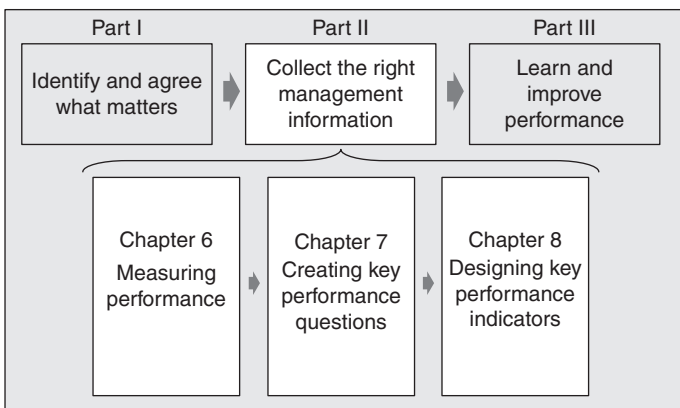 Part I
Part II
Part III
Identify and agree
what matters
Collect the right
management
information
Learn and
improve
performance
Chapter 6
Measuring
performance
Chapter 7
Creating key
performance
questions
Chapter 8
Designing key
performance
indicators